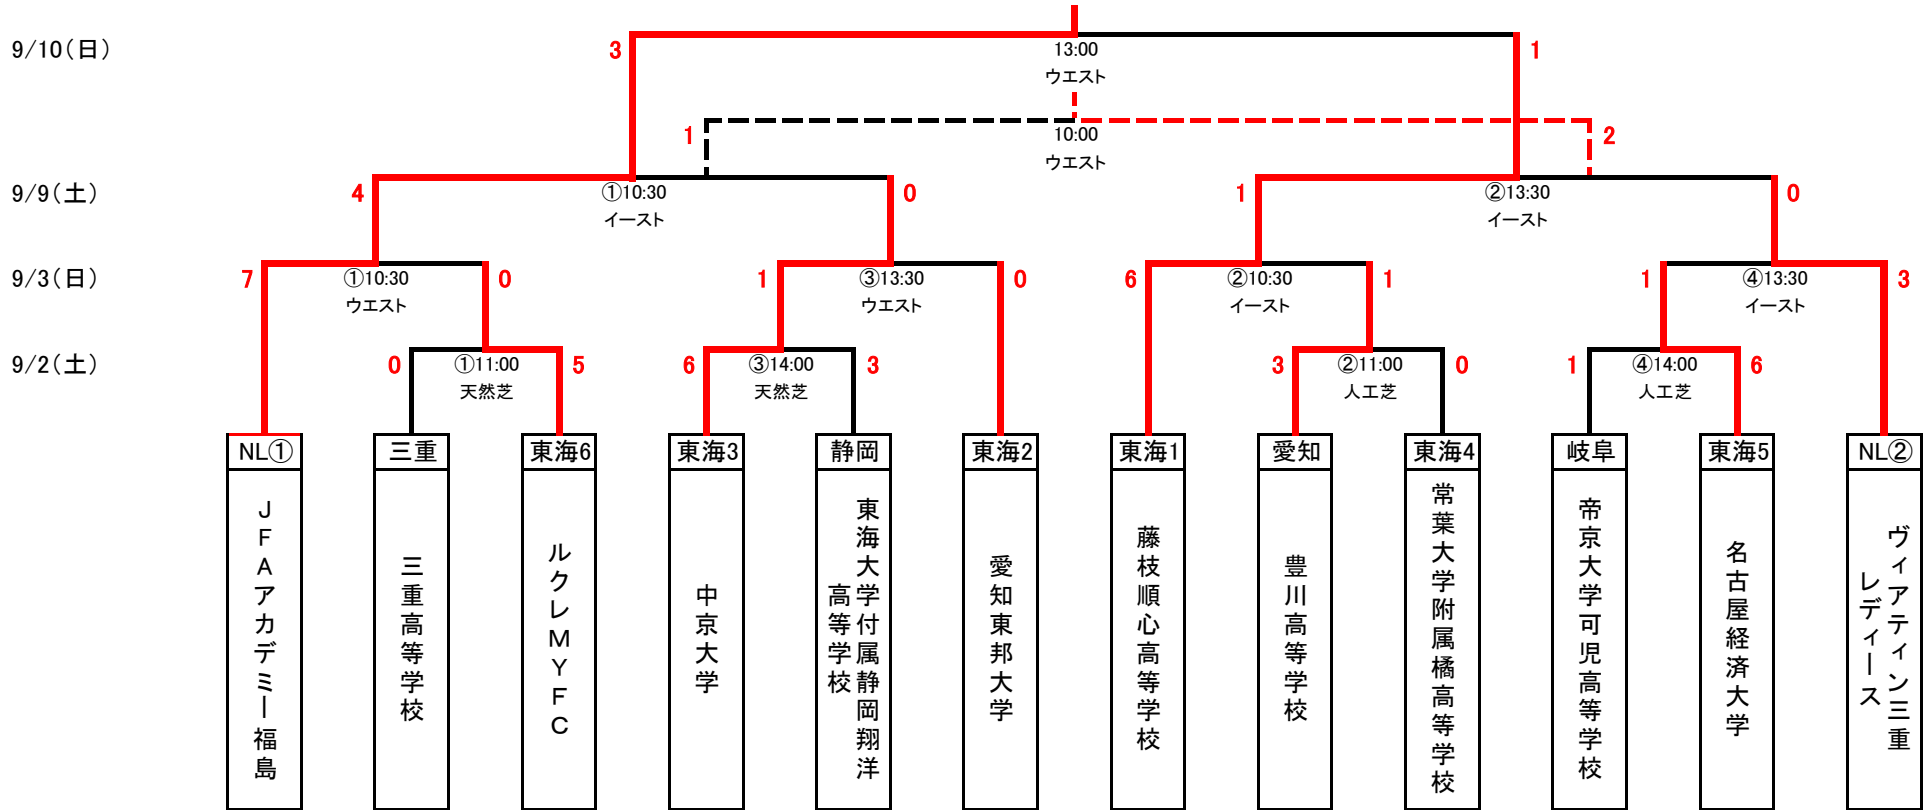 9/10(日)
3
13:00
ウエスト
1
1
10:00
ウエスト
2
9/9(土)
4
①10:30
イースト
0
1
②13:30
イースト
0
9/3(日)
7
①10:30
ウエスト
0
1
③13:30
ウエスト
0
6
②10:30
イースト
1
1
④13:30
イースト
3
9/2(土)
0
①11:00
天然芝
5
6
③14:00
天然芝
3
3
②11:00
人工芝
0
1
④14:00
人工芝
6
NL①
三重
東海6
東海3
静岡
東海2
東海1
愛知
東海4
岐阜
東海5
NL②
JFAアカデミー福島
三重高等学校
ルクレMYFC
中京大学
東海大学付属静岡翔洋
高等学校
愛知東邦大学
藤枝順心高等学校
豊川高等学校
常葉大学附属橘高等学校
帝京大学可児高等学校
名古屋経済大学
ヴィアティン三重
レディース